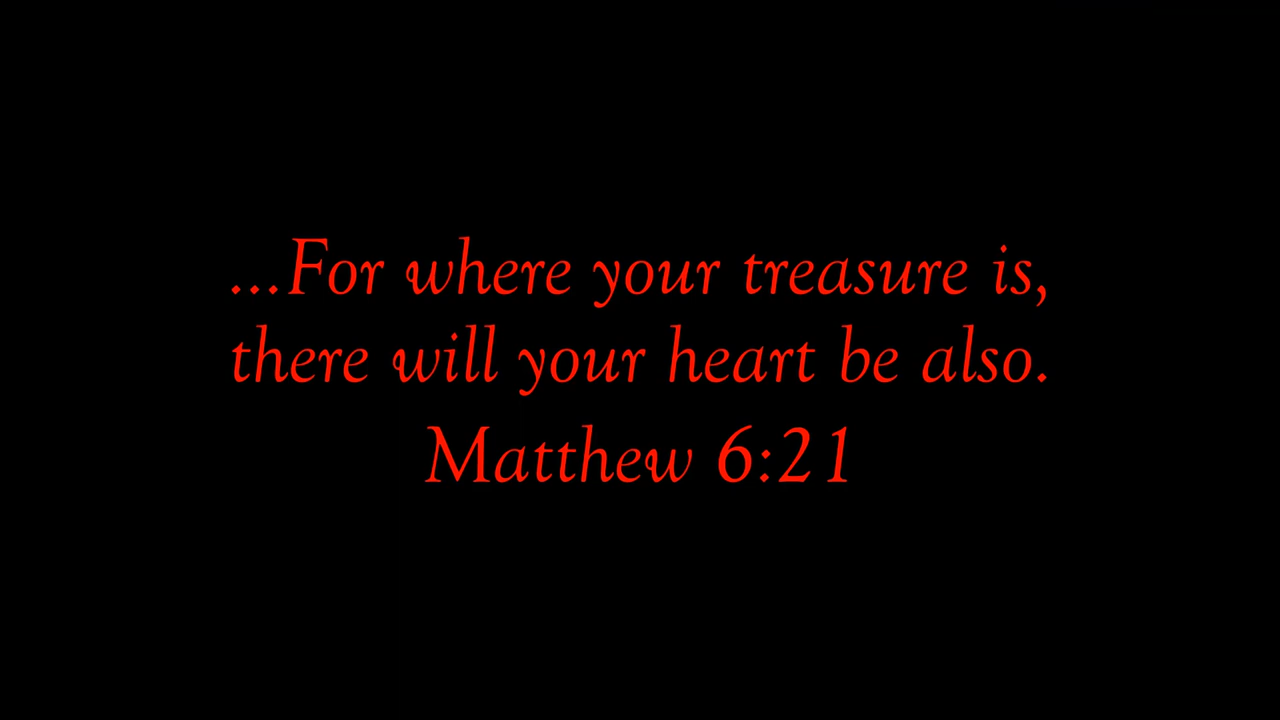 ...For where your treasure is,
there will your heart be also.
Matthew 6:21